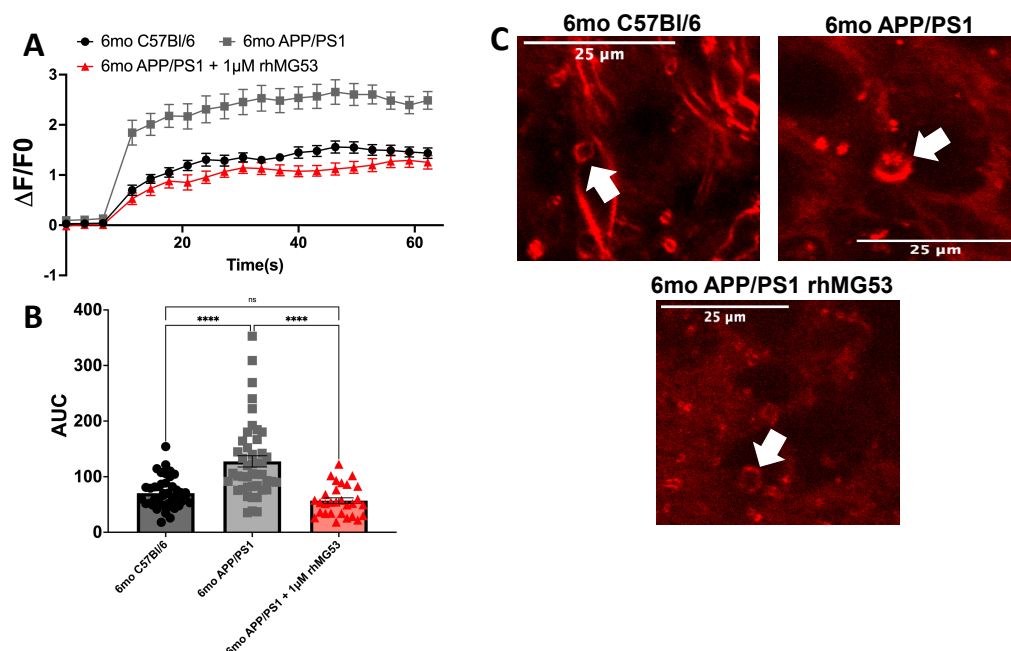 A
6mo C57Bl/6 6mo APP/PS1
6mo APP/PS1 + 1µM rhMG53
3
2
1
0
-1
ΔF/F0
20 40 60
Time(s)
B
ns
**** ****
400
300
200
100
0
AUC
6mo C57Bl/6
6mo APP/PS1
6mo APP/PS1 + 1µM rhMG53
C
6mo C57Bl/6
25 µm
6mo APP/PS1
25 µm
6mo APP/PS1 rhMG53
25 µm